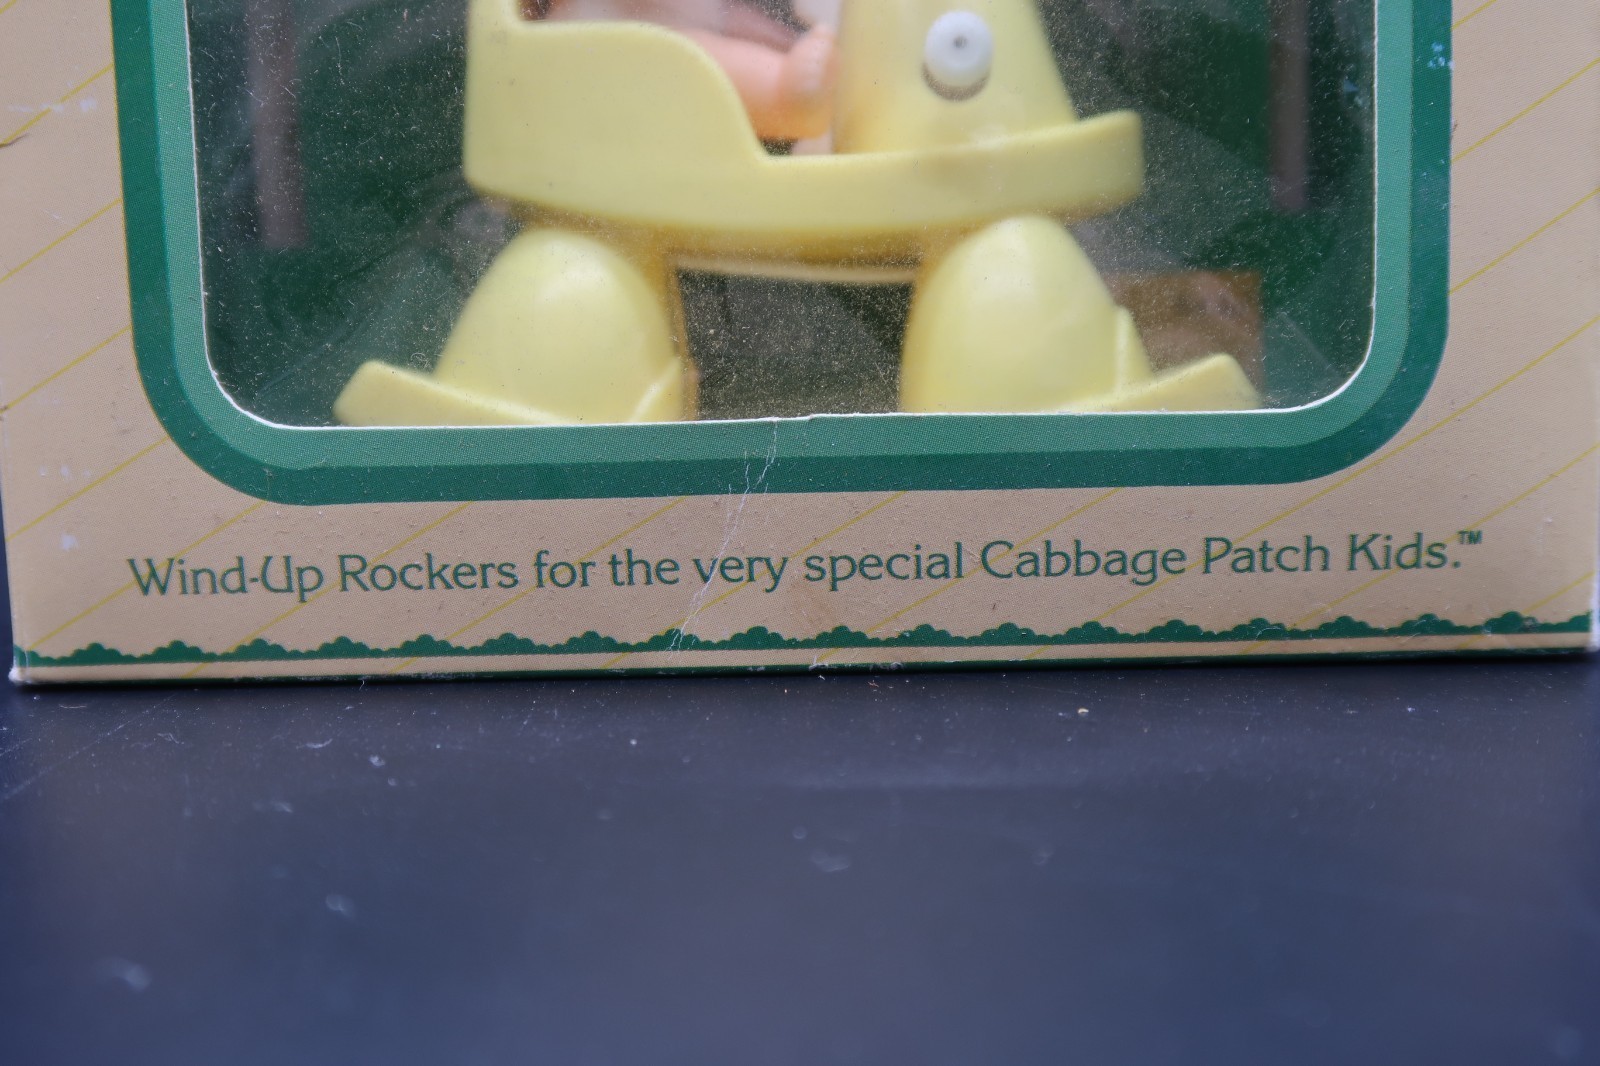 Wind-Up Rockers for the very special Cabbage Patch Kids.™